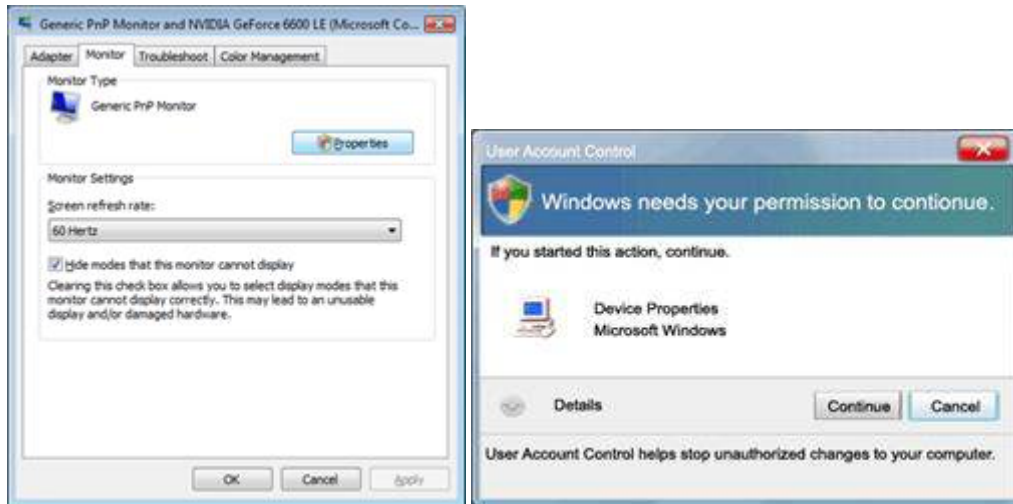 Generic PnP Monitor and NVIDIA GeForce 6600 LE (Microsoft Co...
Adapter Monitor Troubleshoot Color Management
Monitor Type
Generic PnP Monitor
Properties
Monitor Settings
Screen refresh rate:
60 Hertz
Hide modes that this monitor cannot display
Clearing this check box allows you to select display modes that this
monitor cannot display correctly. This may lead to an unusable
display and/or damaged hardware.
OK Cancel Apply
User Account Control
Windows needs your permission to contionue.
If you started this action, continue.
Device Properties
Microsoft Windows
Details Continue Cancel
User Account Control helps stop unauthorized changes to your computer.